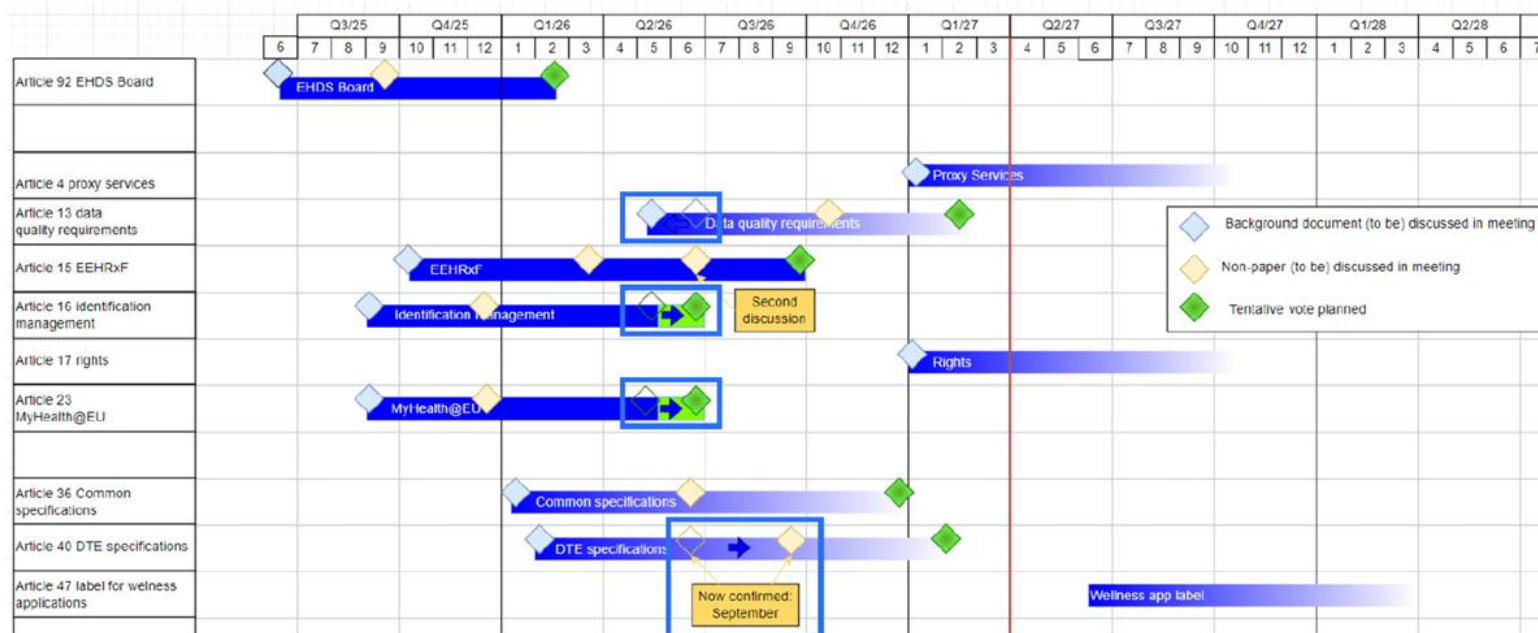 Q3/25 Q4/25 Q1/26 Q2/26 Q3/26 Q4/26 Q1/27 Q2/27 Q3/27 Q4/27 Q1/28 Q2/28
6 7 8 9 10 11 12 1 2 3 4 5 6 7 8 9 10 11 12 1 2 3 4 5 6 7 8 9 10 11 12 1 2 3 4 5 6 7
Article 92 EHDS Board
EHDS Board
Article 4 proxy services
Proxy Services
Article 13 data
quality requirements
Data quality requirements
Article 15 EEHRxF
EEHRxF
Second
discussion
Article 16 identification
management
Identification management
Article 17 rights
Rights
Article 23
MyHealth@EU
MyHealth@EU
Article 36 Common
specifications
Common specifications
Article 40 DTE specifications
DTE specifications
Now confirmed:
September
Article 47 label for welness
applications
Wellness app label
Background document (to be) discussed in meeting
Non-paper (to be) discussed in meeting
Tentative vote planned